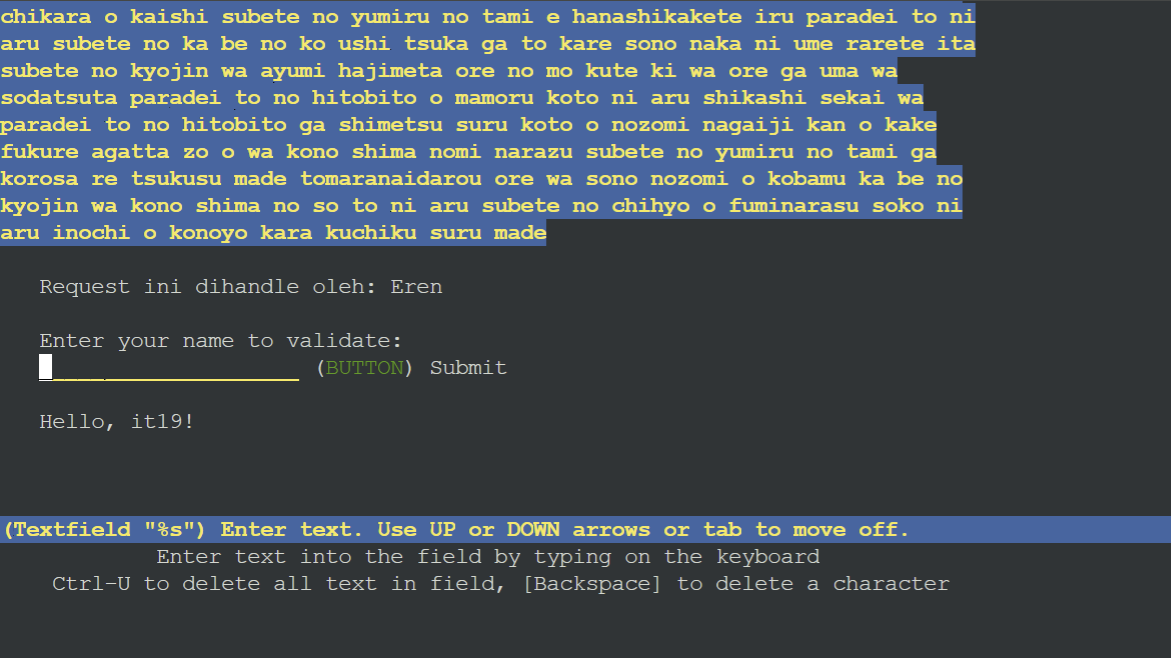 chikara o kaishi subete no yumiru no tami e hanashikakete iru paradei to ni
aru subete no ka be no ko ushi tsuka ga to kare sono naka ni ume rarete ita
subete no kyojin wa ayumi hajimeta ore no mo kute ki wa ore ga uma wa
sodatsuta paradei to no hitobito o mamoru koto ni aru shikashi sekai wa
paradei to no hitobito ga shimetsu suru koto o nozomi nagaiji kan o kake
fukure agatta zo o wa kono shima nomi narazu subete no yumiru no tami ga
korosa re tsukusu made tomaranaidarou ore wa sono nozomi o kobamu ka be no
kyojin wa kono shima no so to ni aru subete no chihyo o fuminarasu soko ni
aru inochi o konoyo kara kuchiku suru made
Request ini dihandle oleh: Eren
Enter your name to validate:
(BUTTON) Submit
Hello, it19!
(Textfield "%s") Enter text. Use UP or DOWN arrows or tab to move off.
Enter text into the field by typing on the keyboard
Ctrl-U to delete all text in field, [Backspace] to delete a character